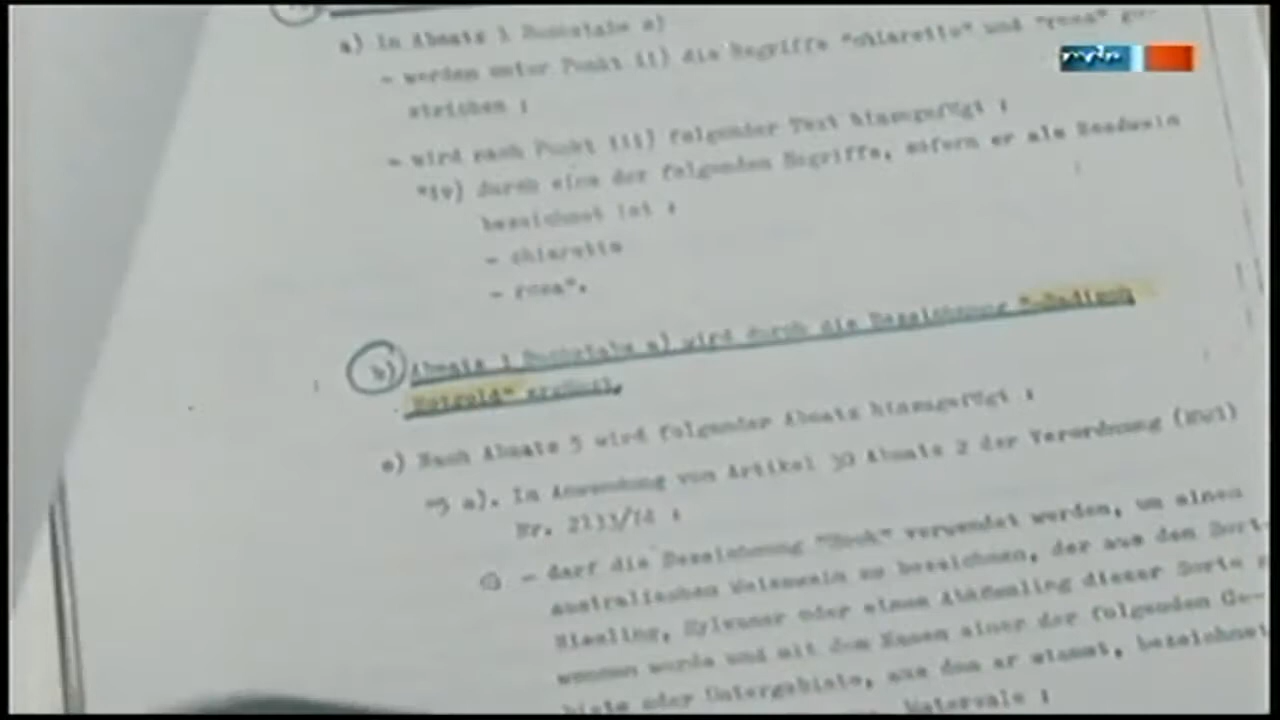 mdr
a) In Absatz 1 Buchstabe a)
- werden unter Punkt ii) die Begriffe "chiaretto" und "rosa" ge-
strichen ;
- wird nach Punkt iii) folgender Text hinzugefügt :
"iv) durch eine der folgenden Begriffe, sofern er als Roséwein
bezeichnet ist :
- chiaretto
- rosa".
b) Absatz 1 Buchstabe a) wird durch die Bezeichnung "-Badisch
Rotgold" ergänzt.
c) Nach Absatz 5 wird folgender Absatz hinzugefügt :
"5 a). In Anwendung von Artikel 30 Absatz 2 der Verordnung (EWG)
Nr. 2133/74 :
- darf die Bezeichnung "Hock" verwendet werden, um einen
australischen Weisswein zu bezeichnen, der aus den
Riesling, Sylvaner oder einem Abkömmling dieser Sorte
wonnen wurde und mit dem Namen einer der folgenden Ge-
biete oder Untergebiete, aus dem er stammt, bezeichnet